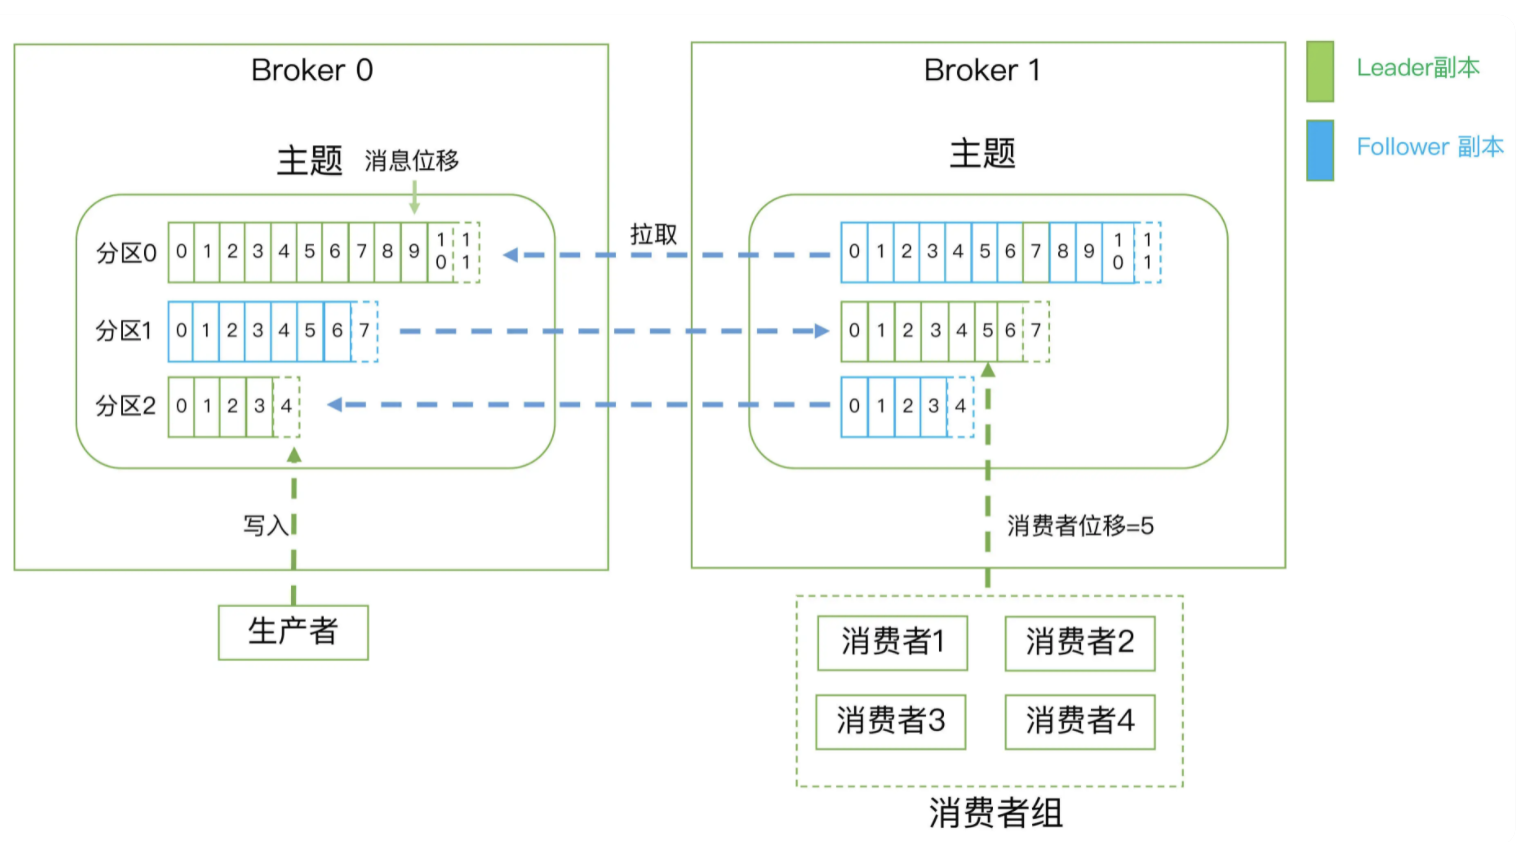 Broker 0
Broker 1
Leader副本
Follower 副本
主题
消息位移
主题
分区0
0 1 2 3 4 5 6 7 8 9 10 11
拉取
0 1 2 3 4 5 6 7 8 9 10 11
分区1
0 1 2 3 4 5 6 7
0 1 2 3 4 5 6 7
分区2
0 1 2 3 4
0 1 2 3 4
写入
消费者位移=5
生产者
消费者1
消费者2
消费者3
消费者4
消费者组